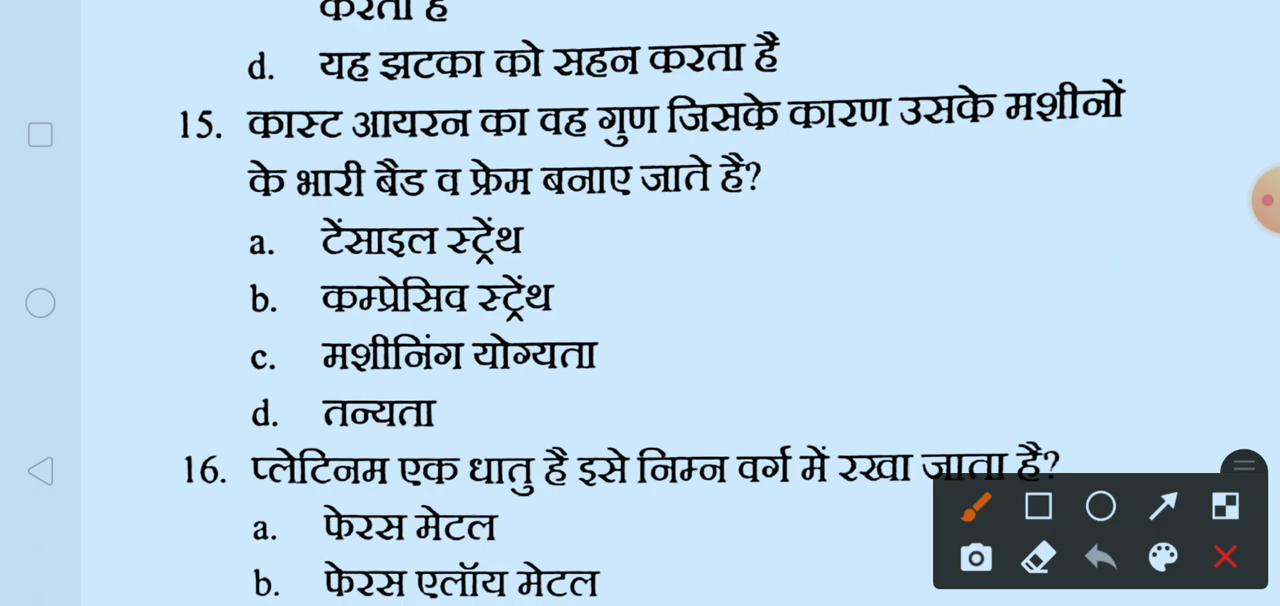 करता है
d. यह झटका को सहन करता है
15. कास्ट आयरन का वह गुण जिसके कारण उसके मशीनों
के भारी बैड व फ्रेम बनाए जाते है?
a. टेंसाइल स्ट्रेंथ
b. कम्प्रेसिव स्ट्रेंथ
c. मशीनिंग योग्यता
d. तन्यता
16. प्लेटिनम एक धातु है इसे निम्न वर्ग में रखा जाता है?
a. फेरस मेटल
b. फेरस एलॉय मेटल